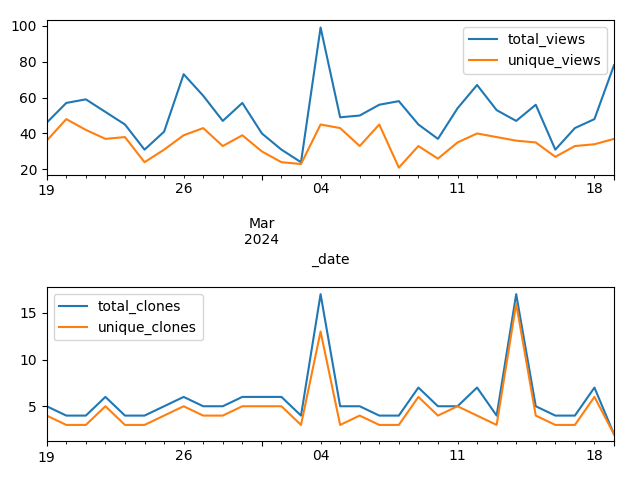 100
80
60
40
20
total_views
unique_views
19 26 04 11 18
Mar
2024
_date
15
10
5
total_clones
unique_clones
19 26 04 11 18